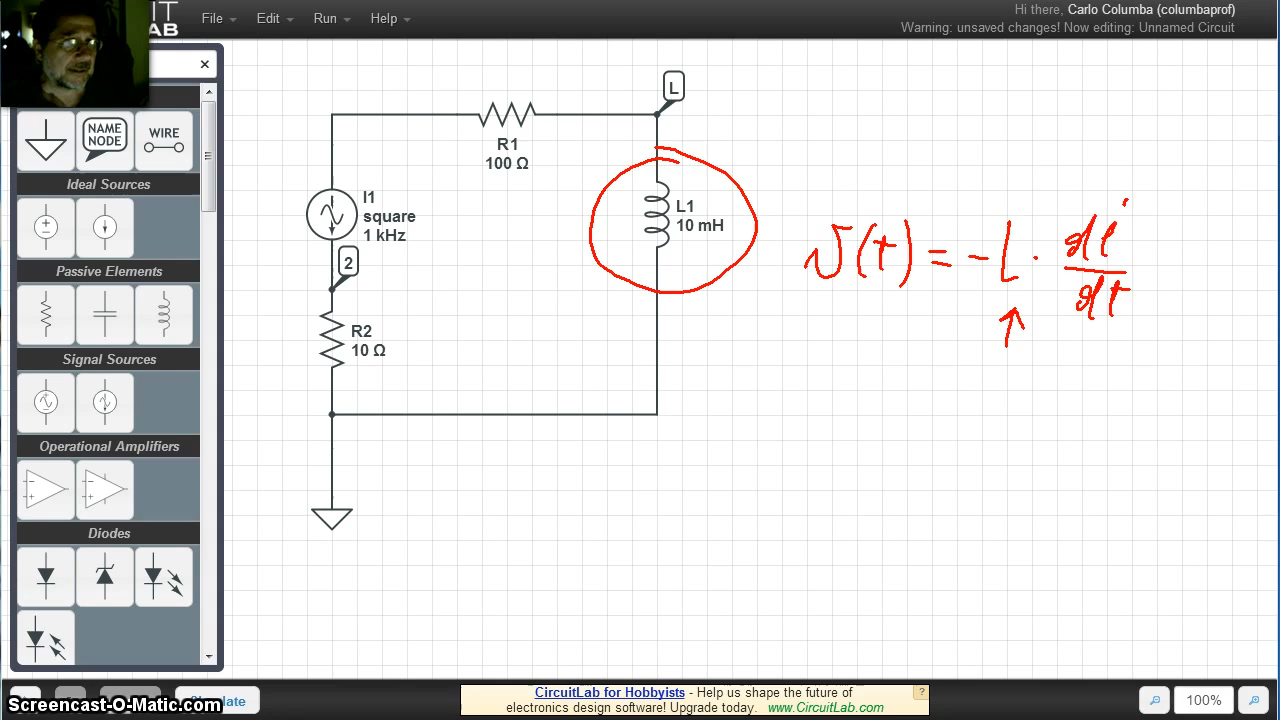 IT
LAB
File Edit Run Help
Hi there, Carlo Columba (columbaprof)
Warning: unsaved changes! Now editing: Unnamed Circuit
×
NAME
NODE
WIRE
Ideal Sources
Passive Elements
Signal Sources
Operational Amplifiers
Diodes
L
R1
100 Ω
I1
square
1 kHz
2
R2
10 Ω
L1
10 mH
v(t) = -L · di/dt
Screencast-O-Matic.com
CircuitLab for Hobbyists - Help us shape the future of
electronics design software! Upgrade today. www.CircuitLab.com
?
100%